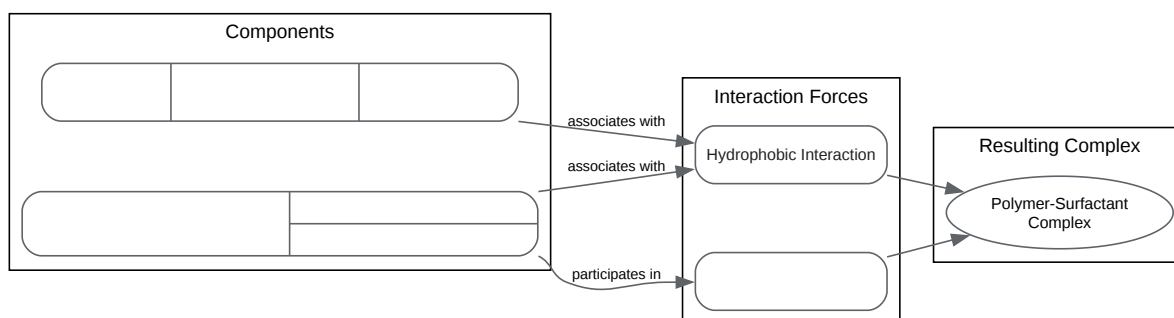 Components
associates with
associates with
participates in
Interaction Forces
Hydrophobic Interaction
Resulting Complex
Polymer-Surfactant
Complex